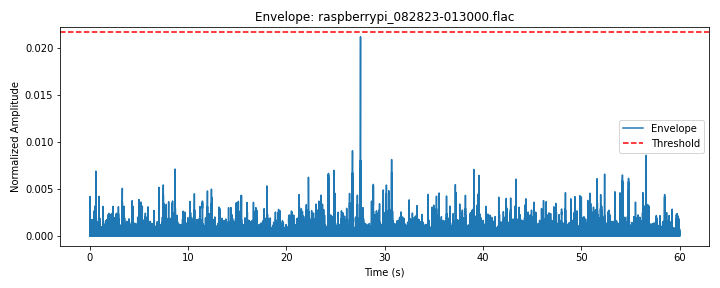 Envelope: raspberrypi_082823-013000.flac
Normalized Amplitude
0.020
0.015
0.010
0.005
0.000
Envelope
Threshold
0 10 20 30 40 50 60
Time (s)